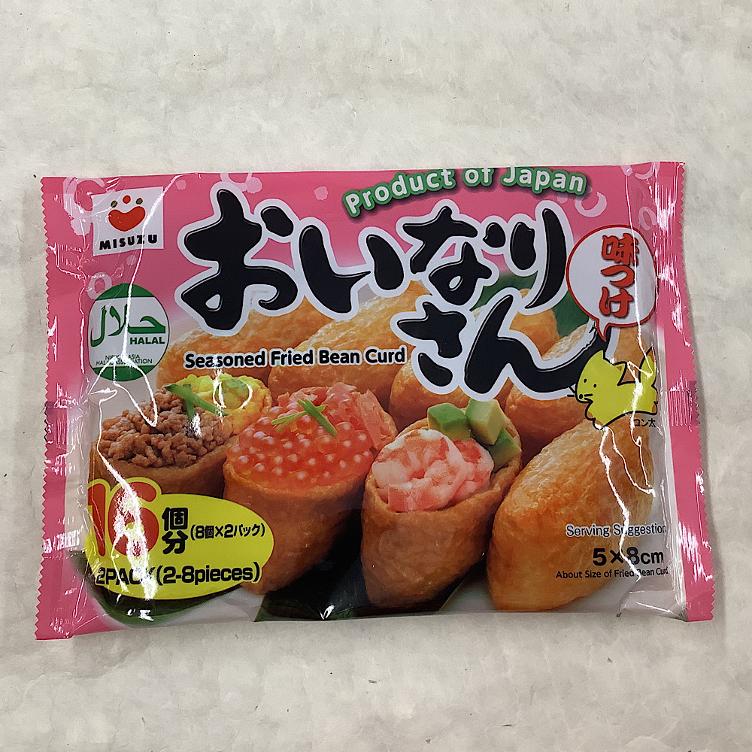 Product of Japan
MISUZU
おいなり
さん
味つけ
حلال
HALAL
Seasoned Fried Bean Curd
コン太
16個分
(8個×2パック)
2PACK(2-8pieces)
Serving Suggestion
5×8cm
About Size of Fried Bean Curd